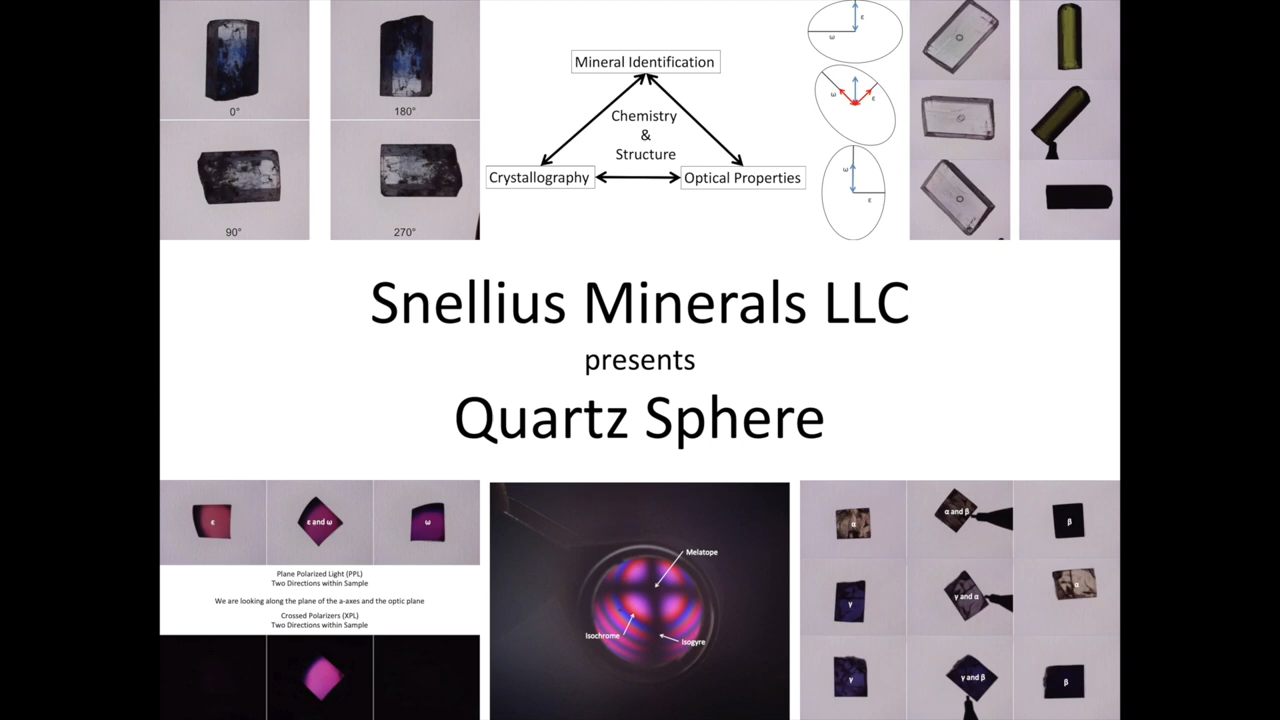 0°
180°
90°
270°
Mineral Identification
Chemistry
&
Structure
Crystallography
Optical Properties
ε
ω
ω
ε
ω
ε
Snellius Minerals LLC
presents
Quartz Sphere
ε
ε and ω
ω
Plane Polarized Light (PPL)
Two Directions within Sample
We are looking along the plane of the a-axes and the optic plane
Crossed Polarizers (XPL)
Two Directions within Sample
Melatope
Isochrome
Isogyre
α
α and β
β
γ
γ and α
α
γ
γ and β
β